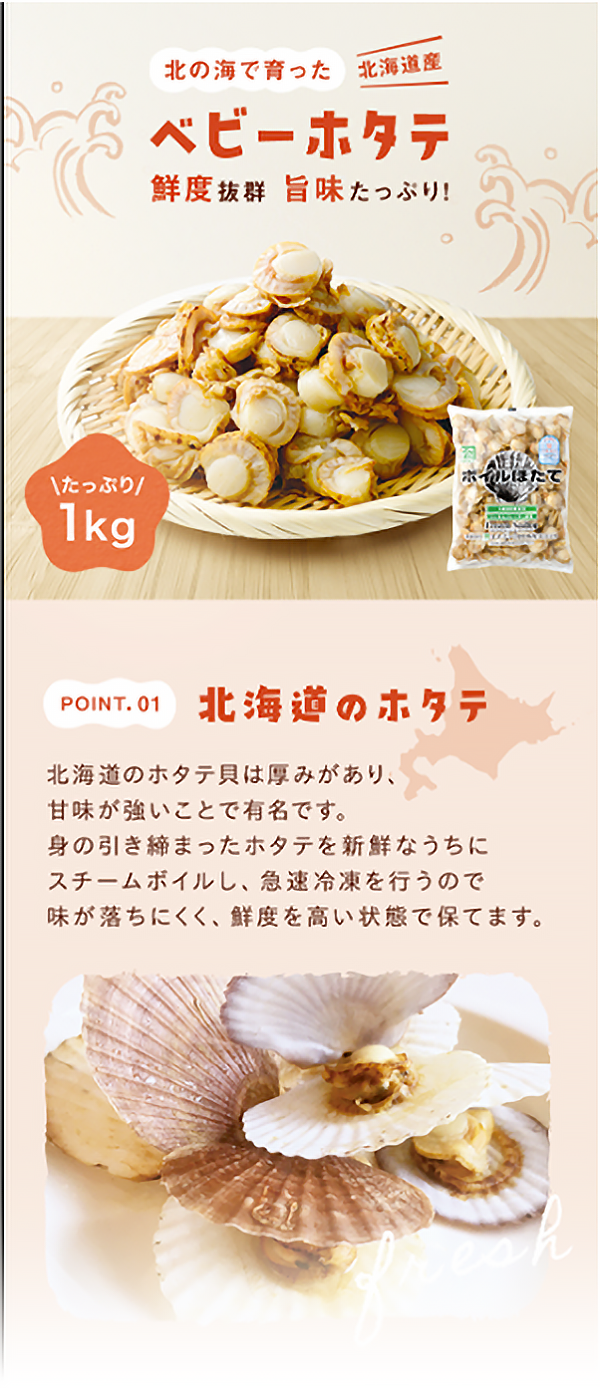 北の海で育った
北海道産
ベビーホタテ
鮮度抜群 旨味たっぷり!
\たっぷり/
1kg
ボイルほたて
POINT. 01
北海道のホタテ
北海道のホタテ貝は厚みがあり、
甘味が強いことで有名です。
身の引き締まったホタテを新鮮なうちに
スチームボイルし、急速冷凍を行うので
味が落ちにくく、鮮度を高い状態で保てます。
fresh